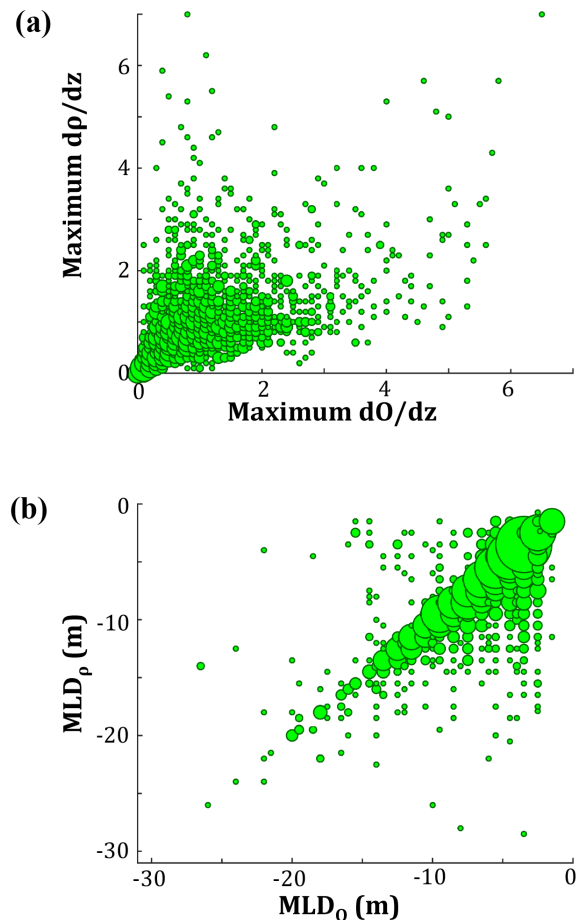 (a)
Maximum dρ/dz
6
4
2
0
0 2 4 6
Maximum dO/dz
(b)
MLDρ (m)
0
-10
-20
-30
-30 -20 -10 0
MLDO (m)